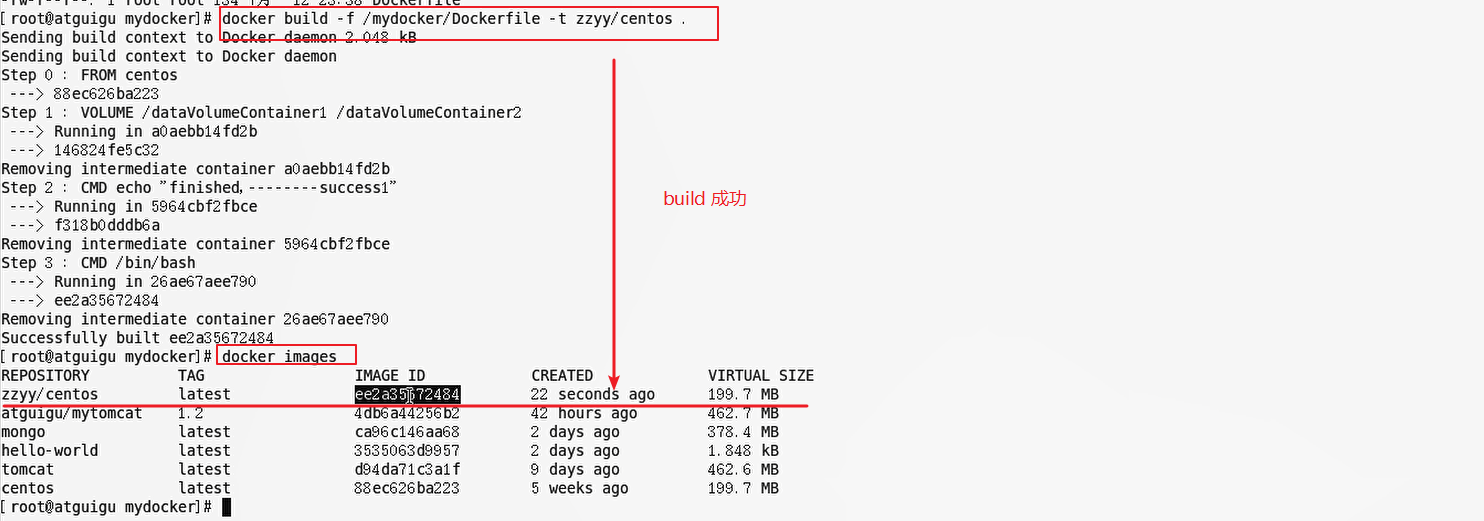 [root@atguigu mydocker]# docker build -f /mydocker/Dockerfile -t zzyy/centos .
Sending build context to Docker daemon 2.048 kB
Sending build context to Docker daemon
Step 0 : FROM centos
---> 88ec626ba223
Step 1 : VOLUME /dataVolumeContainer1 /dataVolumeContainer2
---> Running in a0aebb14fd2b
---> 146824fe5c32
Removing intermediate container a0aebb14fd2b
Step 2 : CMD echo "finished,--------success1"
---> Running in 5964cbf2fbce
build 成功
---> f318b0dddb6a
Removing intermediate container 5964cbf2fbce
Step 3 : CMD /bin/bash
---> Running in 26ae67aee790
---> ee2a35672484
Removing intermediate container 26ae67aee790
Successfully built ee2a35672484
[root@atguigu mydocker]# docker images
REPOSITORY TAG IMAGE ID CREATED VIRTUAL SIZE
zzyy/centos latest ee2a35672484 22 seconds ago 199.7 MB
atguigu/mytomcat 1.2 4db6a44256b2 42 hours ago 462.7 MB
mongo latest ca96c146aa68 2 days ago 378.4 MB
hello-world latest 3535063d9957 2 days ago 1.848 kB
tomcat latest d94da71c3a1f 9 days ago 462.6 MB
centos latest 88ec626ba223 5 weeks ago 199.7 MB
[root@atguigu mydocker]#